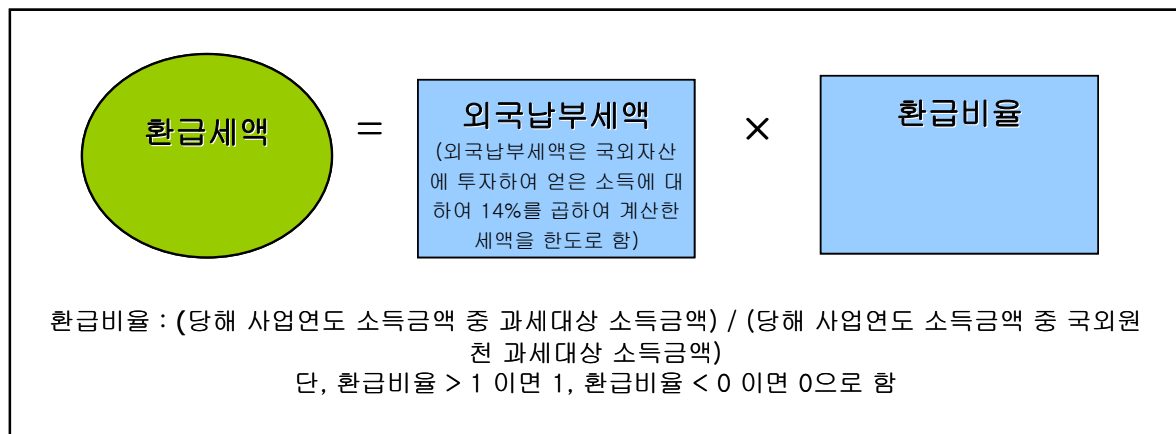 환급세액
=
외국납부세액
(외국납부세액은 국외자산
에 투자하여 얻은 소득에 대
하여 14%를 곱하여 계산한
세액을 한도로 함)
×
환급비율
환급비율 : (당해 사업연도 소득금액 중 과세대상 소득금액) / (당해 사업연도 소득금액 중 국외원
천 과세대상 소득금액)
단, 환급비율 > 1 이면 1, 환급비율 < 0 이면 0으로 함